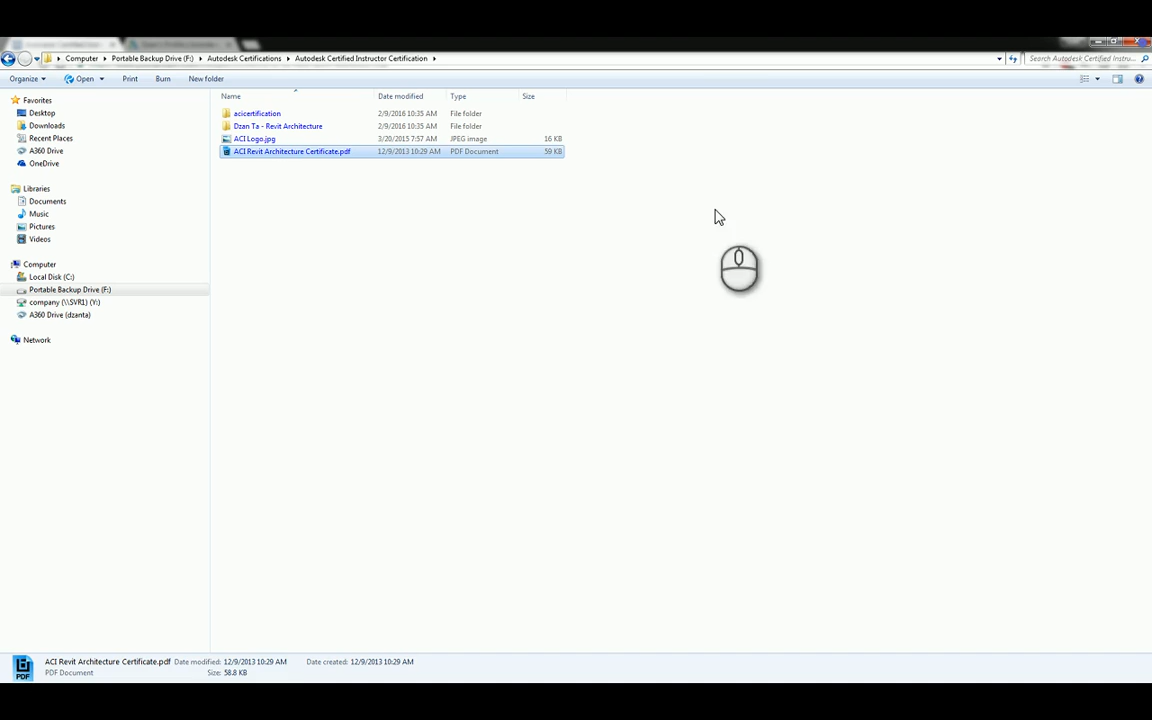 Computer Portable Backup Drive (F:) Autodesk Certifications Autodesk Certified Instructor Certification Search Autodesk Certified Instru...
Organize Open Print Burn New folder
Name Date modified Type Size
Favorites
Desktop
Downloads
Recent Places
A360 Drive
OneDrive
Libraries
Documents
Music
Pictures
Videos
Computer
Local Disk (C:)
Portable Backup Drive (F:)
company (\\SVR1) (Y:)
A360 Drive (dzanta)
Network
acicertification 2/9/2016 10:35 AM File folder
Dzan Ta - Revit Architecture 2/9/2016 10:35 AM File folder
ACI Logo.jpg 3/20/2015 7:57 AM JPEG image 16 KB
ACI Revit Architecture Certificate.pdf 12/9/2013 10:29 AM PDF Document 59 KB
PDF
ACI Revit Architecture Certificate.pdf Date modified: 12/9/2013 10:29 AM Date created: 12/9/2013 10:29 AM
PDF Document Size: 58.8 KB